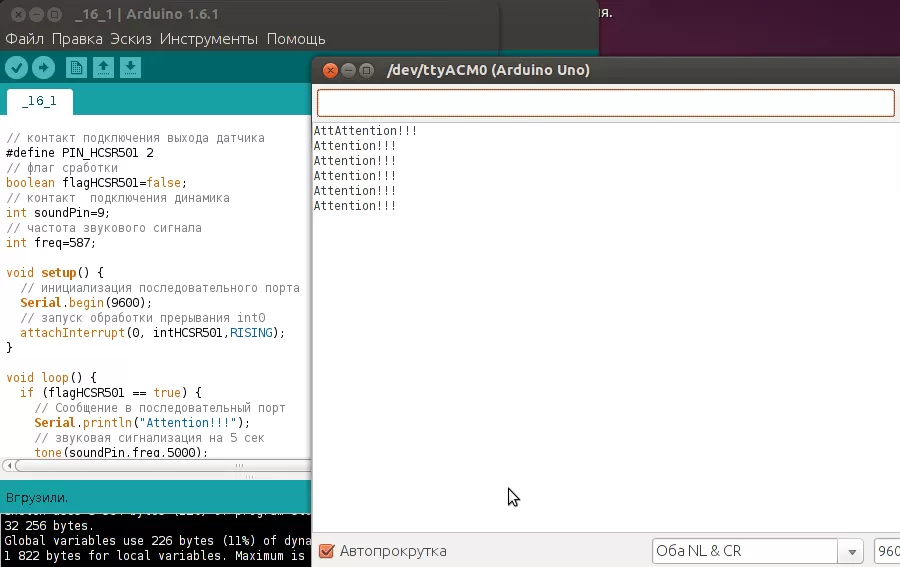 _16_1 | Arduino 1.6.1
Файл Правка Эскиз Инструменты Помощь
_16_1
// контакт подключения выхода датчика
#define PIN_HCSR501 2
// флаг сработки
boolean flagHCSR501=false;
// контакт  подключения динамика
int soundPin=9;
// частота звукового сигнала
int freq=587;
void setup() {
// инициализация последовательного порта
Serial.begin(9600);
// запуск обработки прерывания int0
attachInterrupt(0, intHCSR501,RISING);
}
void loop() {
if (flagHCSR501 == true) {
// Сообщение в последовательный порт
Serial.println("Attention!!!");
// звуковая сигнализация на 5 сек
tone(soundPin,freq,5000);
Вгрузили.
32 256 bytes.
Global variables use 226 bytes (11%) of dyna
1 822 bytes for local variables. Maximum is
/dev/ttyACM0 (Arduino Uno)
AttAttention!!!
Attention!!!
Attention!!!
Attention!!!
Attention!!!
Attention!!!
Автопрокрутка
Оба NL & CR
960